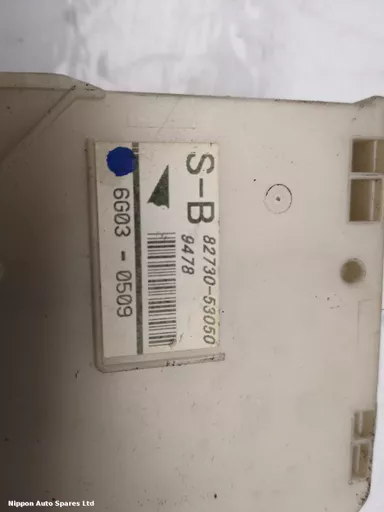 S-B
82730-53050
9478
6G03 - 0509
Nippon Auto Spares Ltd